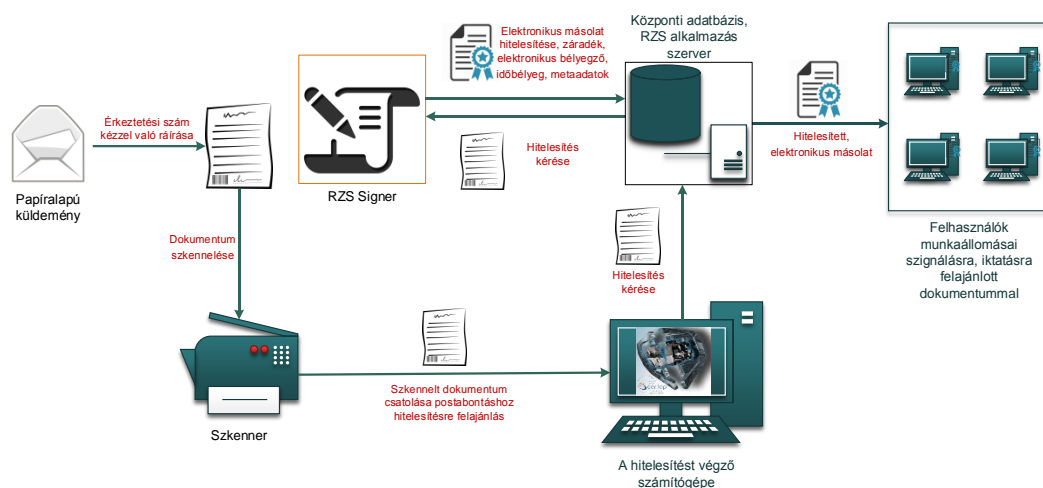 Elektronikus másolat
hitelesítése, záradék,
elektronikus bélyegző,
időbélyeg, metaadatok
Központi adatbázis,
RZS alkalmazás
szerver
Érkeztetési szám
kézzel való ráírása
Papíralapú
küldemény
RZS Signer
Hitelesítés
kérése
Hitelesített,
elektronikus másolat
Felhasználók
munkaállomásai
szignálásra, iktatásra
felajánlott
dokumentummal
Dokumentum
szkennelése
Hitelesítés
kérése
Szkennelt dokumentum
csatolása postabontáshoz
hitelesítésre felajánlás
Szkenner
A hitelesítést végző
számítógépe